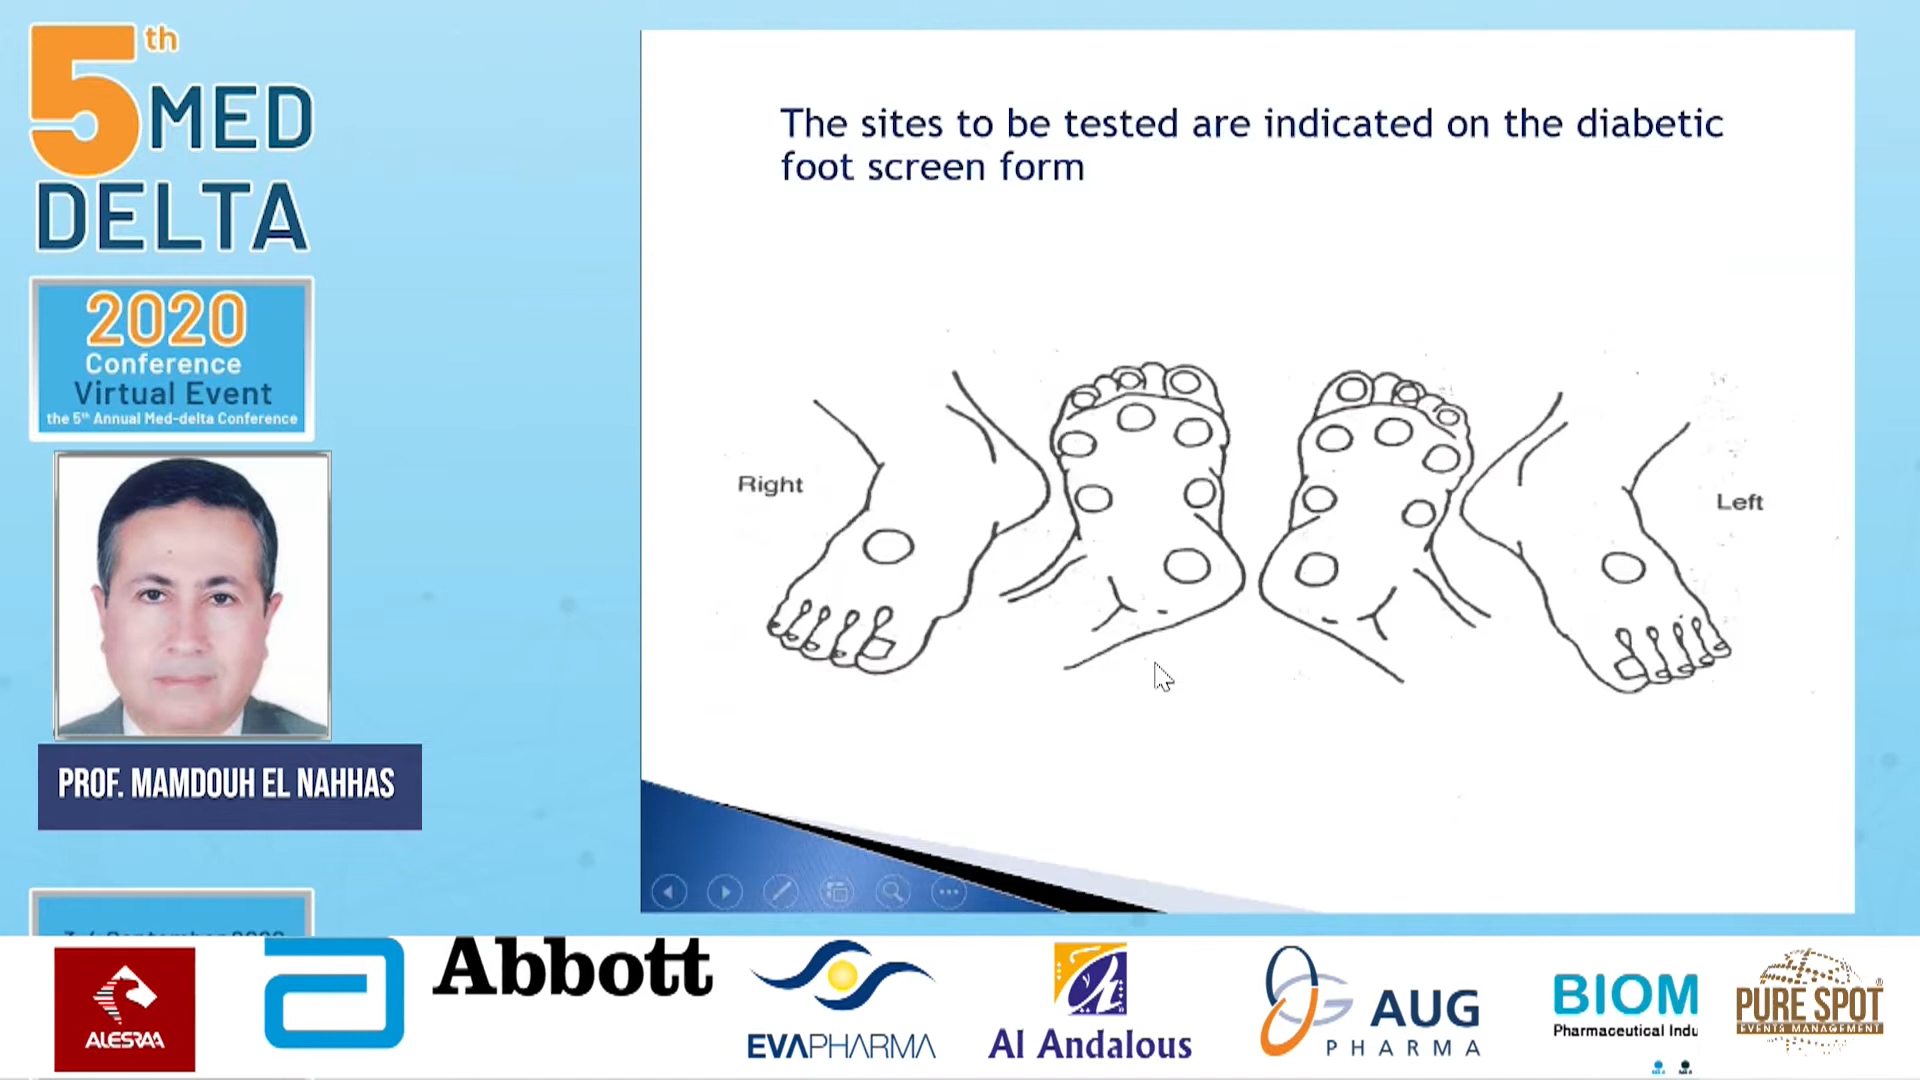 5th MED
DELTA
2020
Conference
Virtual Event
the 5th Annual Med-delta Conference
PROF. MAMDOUH EL NAHHAS
The sites to be tested are indicated on the diabetic
foot screen form
Right
Left
ALESRAA
Abbott
EVAPHARMA
Al Andalous
AUG
PHARMA
BIOM
Pharmaceutical Indu
PURE SPOT
EVENTS MANAGEMENT